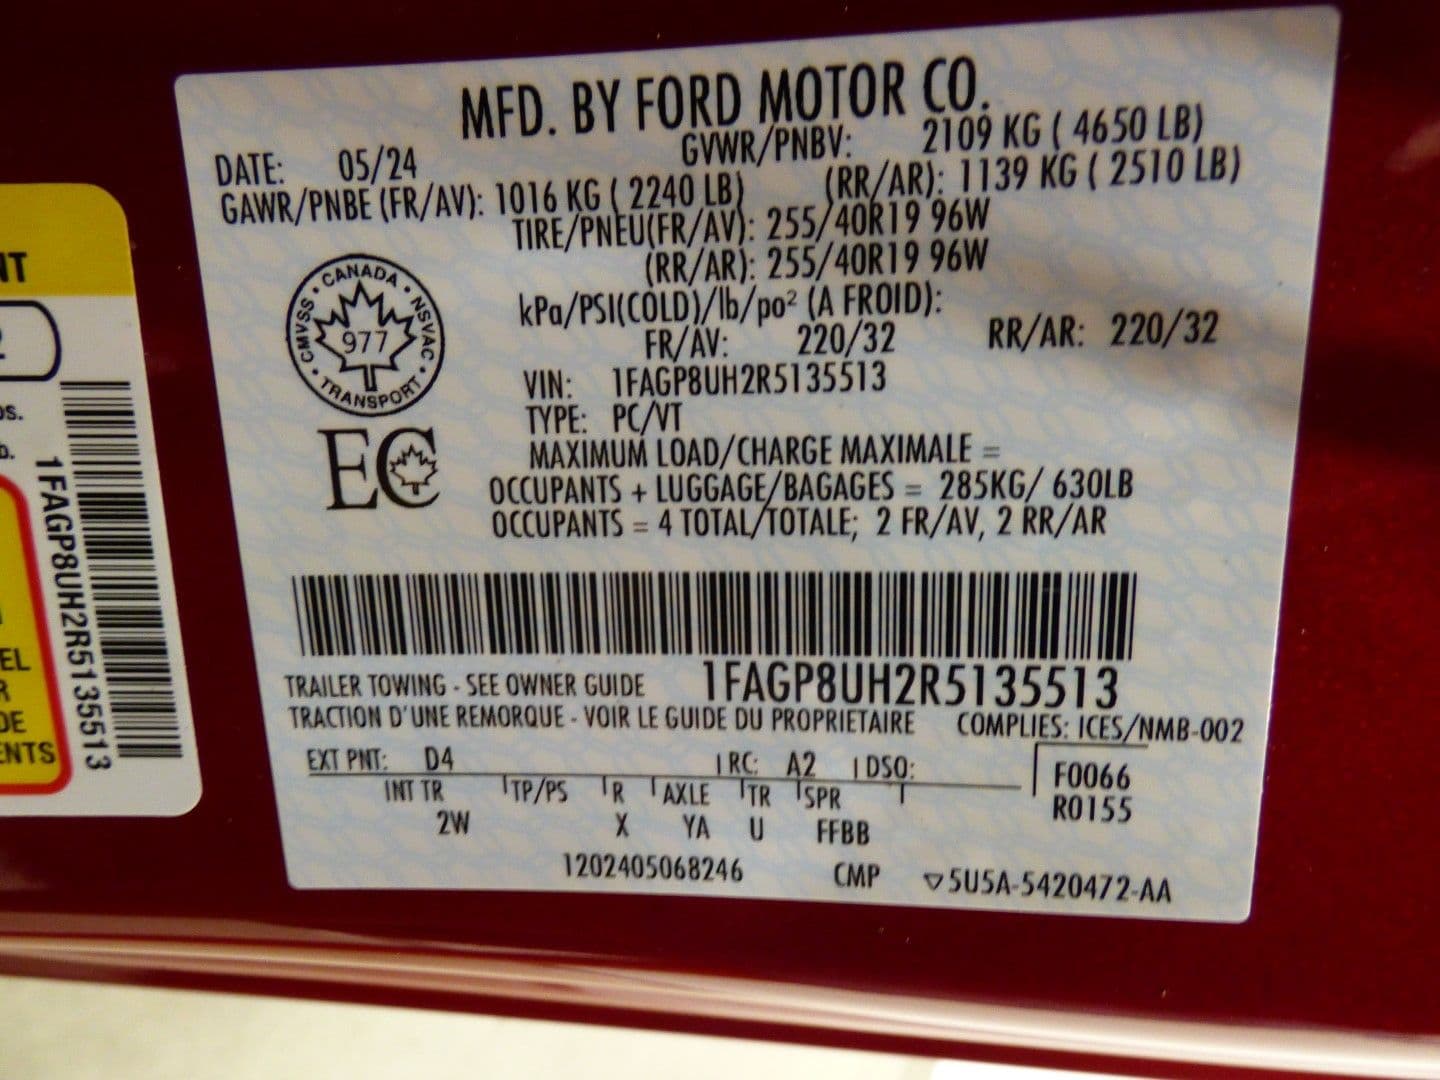 MFD. BY FORD MOTOR CO.
DATE: 05/24 GVWR/PNBV: 2109 KG ( 4650 LB)
GAWR/PNBE (FR/AV): 1016 KG ( 2240 LB) (RR/AR): 1139 KG ( 2510 LB)
TIRE/PNEU(FR/AV): 255/40R19 96W
(RR/AR): 255/40R19 96W
kPa/PSI(COLD)/lb/po² (A FROID):
FR/AV: 220/32 RR/AR: 220/32
VIN: 1FAGP8UH2R5135513
TYPE: PC/VT
MAXIMUM LOAD/CHARGE MAXIMALE =
OCCUPANTS + LUGGAGE/BAGAGES = 285KG/ 630LB
OCCUPANTS = 4 TOTAL/TOTALE; 2 FR/AV, 2 RR/AR
CANADA • NSVAC • TRANSPORT • CMVSS •
977
EC
1FAGP8UH2R5135513
TRAILER TOWING - SEE OWNER GUIDE
TRACTION D'UNE REMORQUE - VOIR LE GUIDE DU PROPRIETAIRE COMPLIES: ICES/NMB-002
EXT PNT: D4 RC: A2 DSO: F0066
INT TR TP/PS R AXLE TR SPR R0155
2W X YA U FFBB
1202405068246 CMP ▽5U5A-5420472-AA
NT
os.
b.
EL
R
DE
ENTS
1FAGP8UH2R5135513